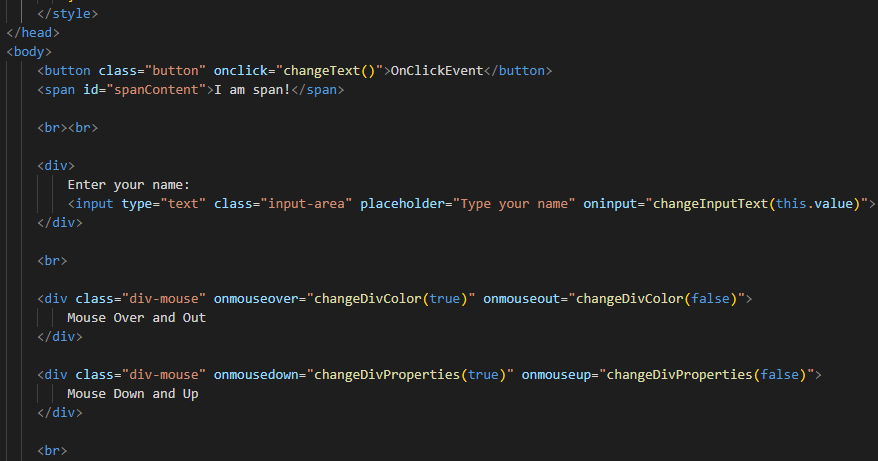 </style>
</head>
<body>
<button class="button" onclick="changeText()">OnClickEvent</button>
<span id="spanContent">I am span!</span>
<br><br>
<div>
Enter your name:
<input type="text" class="input-area" placeholder="Type your name" oninput="changeInputText(this.value)">
</div>
<br>
<div class="div-mouse" onmouseover="changeDivColor(true)" onmouseout="changeDivColor(false)">
Mouse Over and Out
</div>
<div class="div-mouse" onmousedown="changeDivProperties(true)" onmouseup="changeDivProperties(false)">
Mouse Down and Up
</div>
<br>